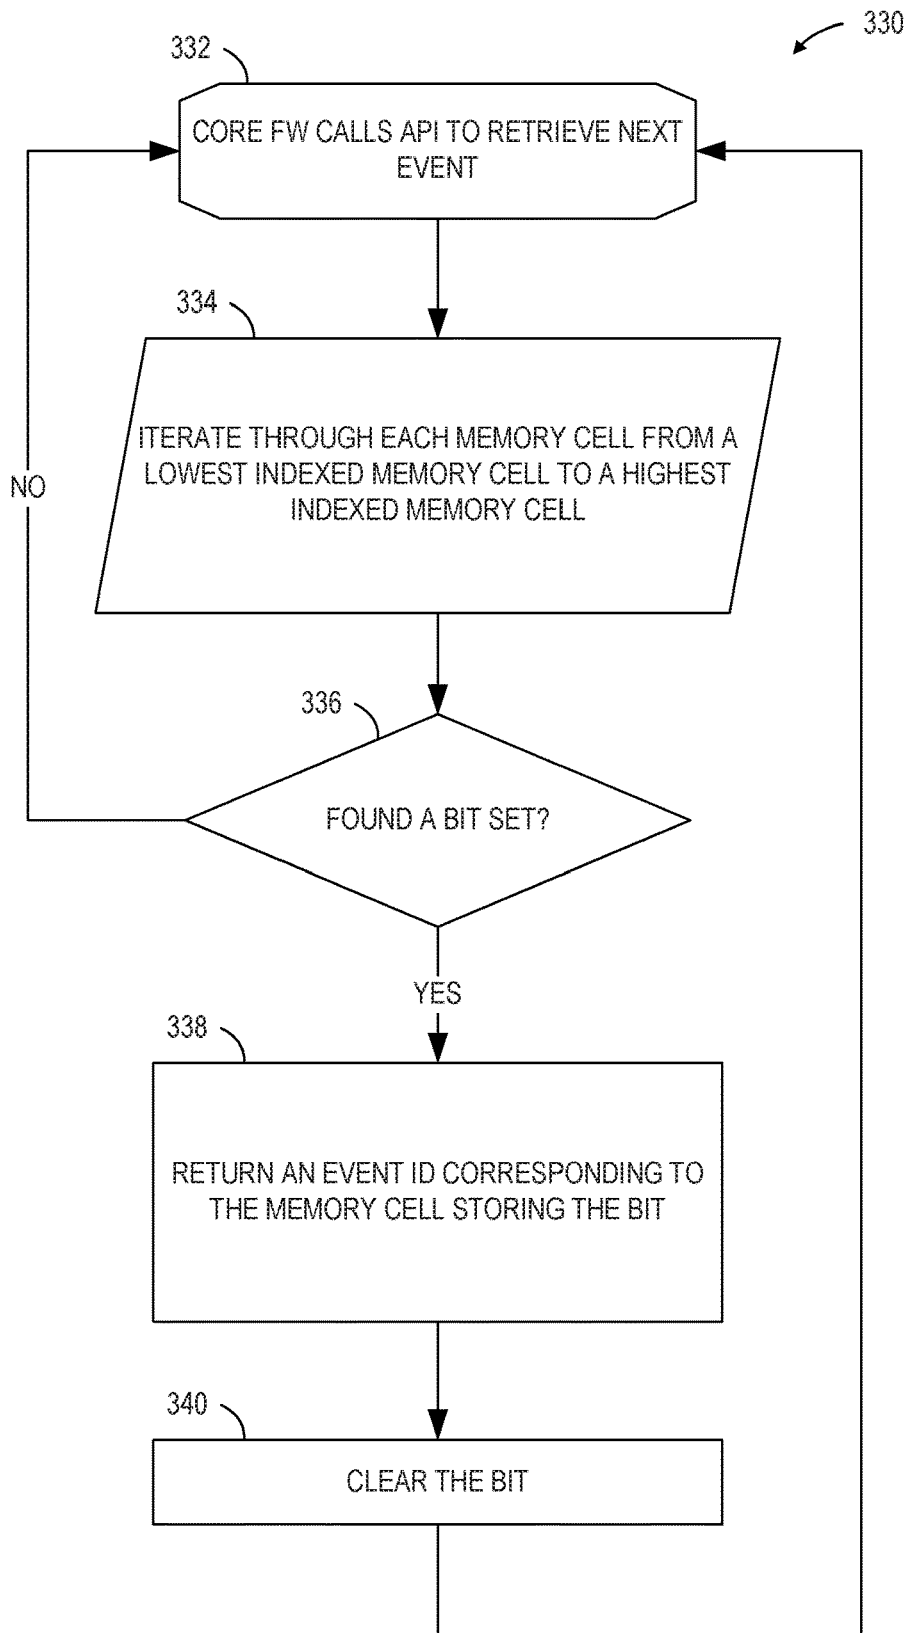 330
332
CORE FW CALLS API TO RETRIEVE NEXT
EVENT
334
ITERATE THROUGH EACH MEMORY CELL FROM A
LOWEST INDEXED MEMORY CELL TO A HIGHEST
INDEXED MEMORY CELL
NO
336
FOUND A BIT SET?
YES
338
RETURN AN EVENT ID CORRESPONDING TO
THE MEMORY CELL STORING THE BIT
340
CLEAR THE BIT